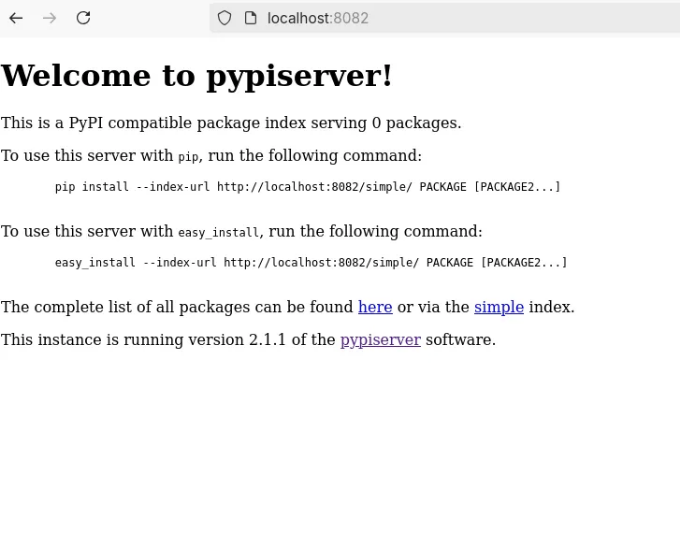 localhost:8082
Welcome to pypiserver!
This is a PyPI compatible package index serving 0 packages.
To use this server with pip, run the following command:
pip install --index-url http://localhost:8082/simple/ PACKAGE [PACKAGE2...]
To use this server with easy_install, run the following command:
easy_install --index-url http://localhost:8082/simple/ PACKAGE [PACKAGE2...]
The complete list of all packages can be found here or via the simple index.
This instance is running version 2.1.1 of the pypiserver software.